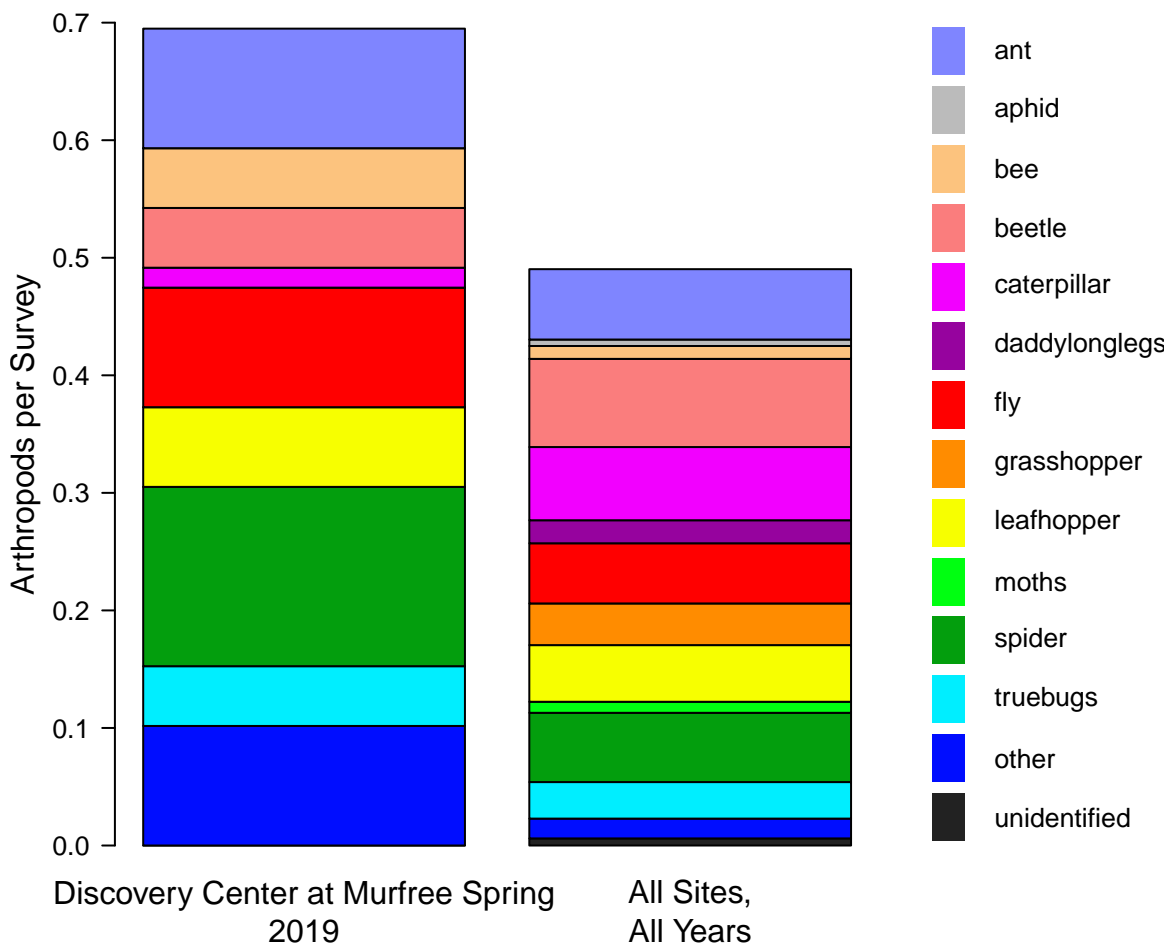 0.7
0.6
0.5
0.4
0.3
0.2
0.1
0.0
Arthropods per Survey
Discovery Center at Murfree Spring
2019
All Sites,
All Years
ant
aphid
bee
beetle
caterpillar
daddylonglegs
fly
grasshopper
leafhopper
moths
spider
truebugs
other
unidentified